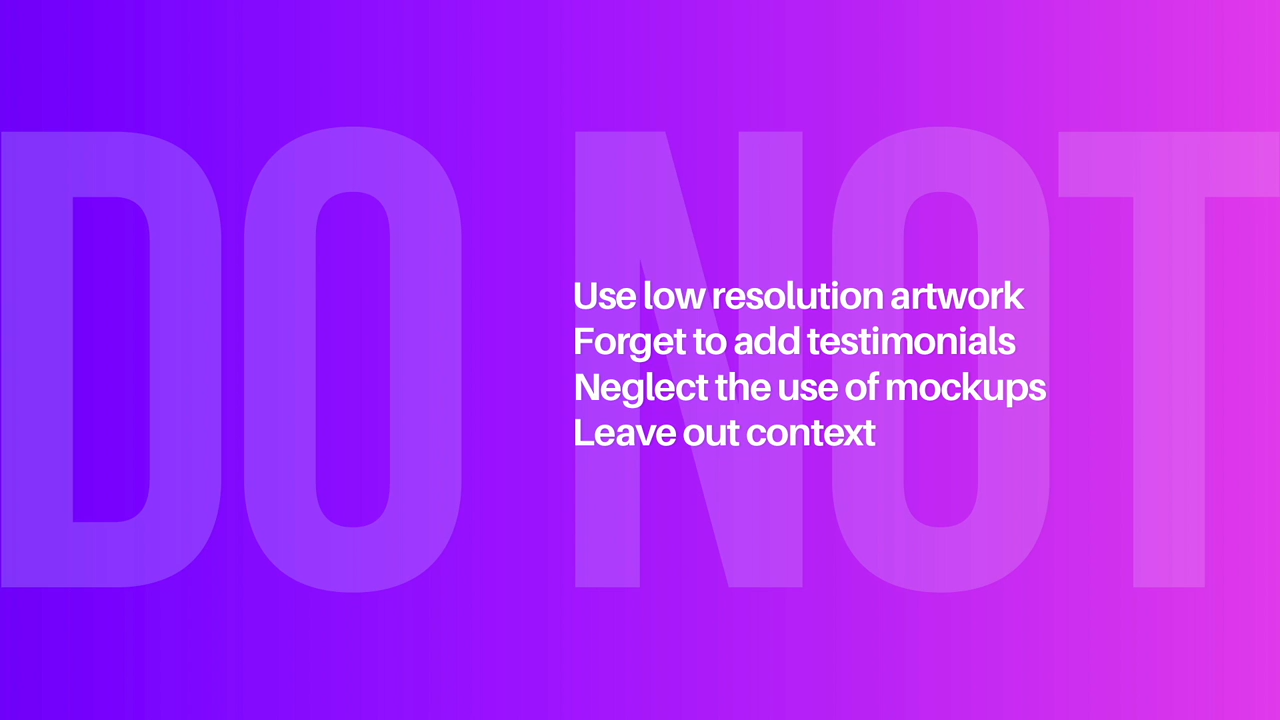 DO NOT
Use low resolution artwork
Forget to add testimonials
Neglect the use of mockups
Leave out context